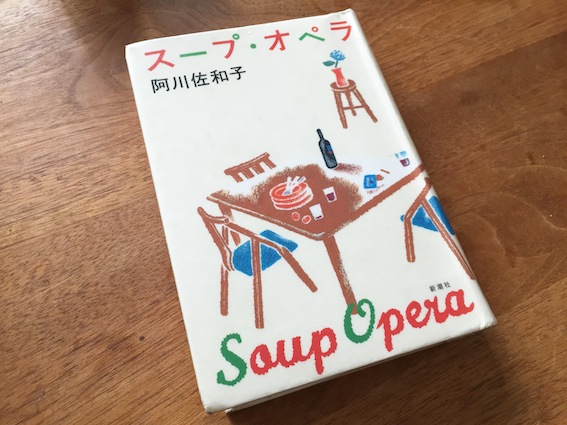 スープ・オペラ
阿川佐和子
新潮社
Soup Opera